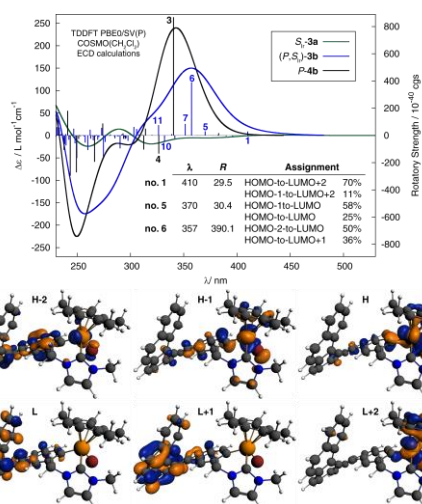 TDDFT PBE0/SV(P)
COSMO(CH₂Cl₂)
ECD calculations
S_Ir-3a
(P,S_Ir)-3b
P-4b
3
6
11
7
5
1
10
4
250
200
150
100
50
0
-50
-100
-150
-200
-250
Δε / L mol⁻¹cm⁻¹
800
600
400
200
0
-200
-400
-600
-800
Rotatory Strength / 10⁻⁴⁰ cgs
λ R Assignment
no. 1 410 29.5 HOMO-to-LUMO+2 70%
HOMO-1-to-LUMO+2 11%
no. 5 370 30.4 HOMO-1to-LUMO 58%
HOMO-to-LUMO 25%
no. 6 357 390.1 HOMO-2-to-LUMO 50%
HOMO-to-LUMO+1 36%
250 300 350 400 450 500
λ/ nm
H-2 H-1 H
L L+1 L+2